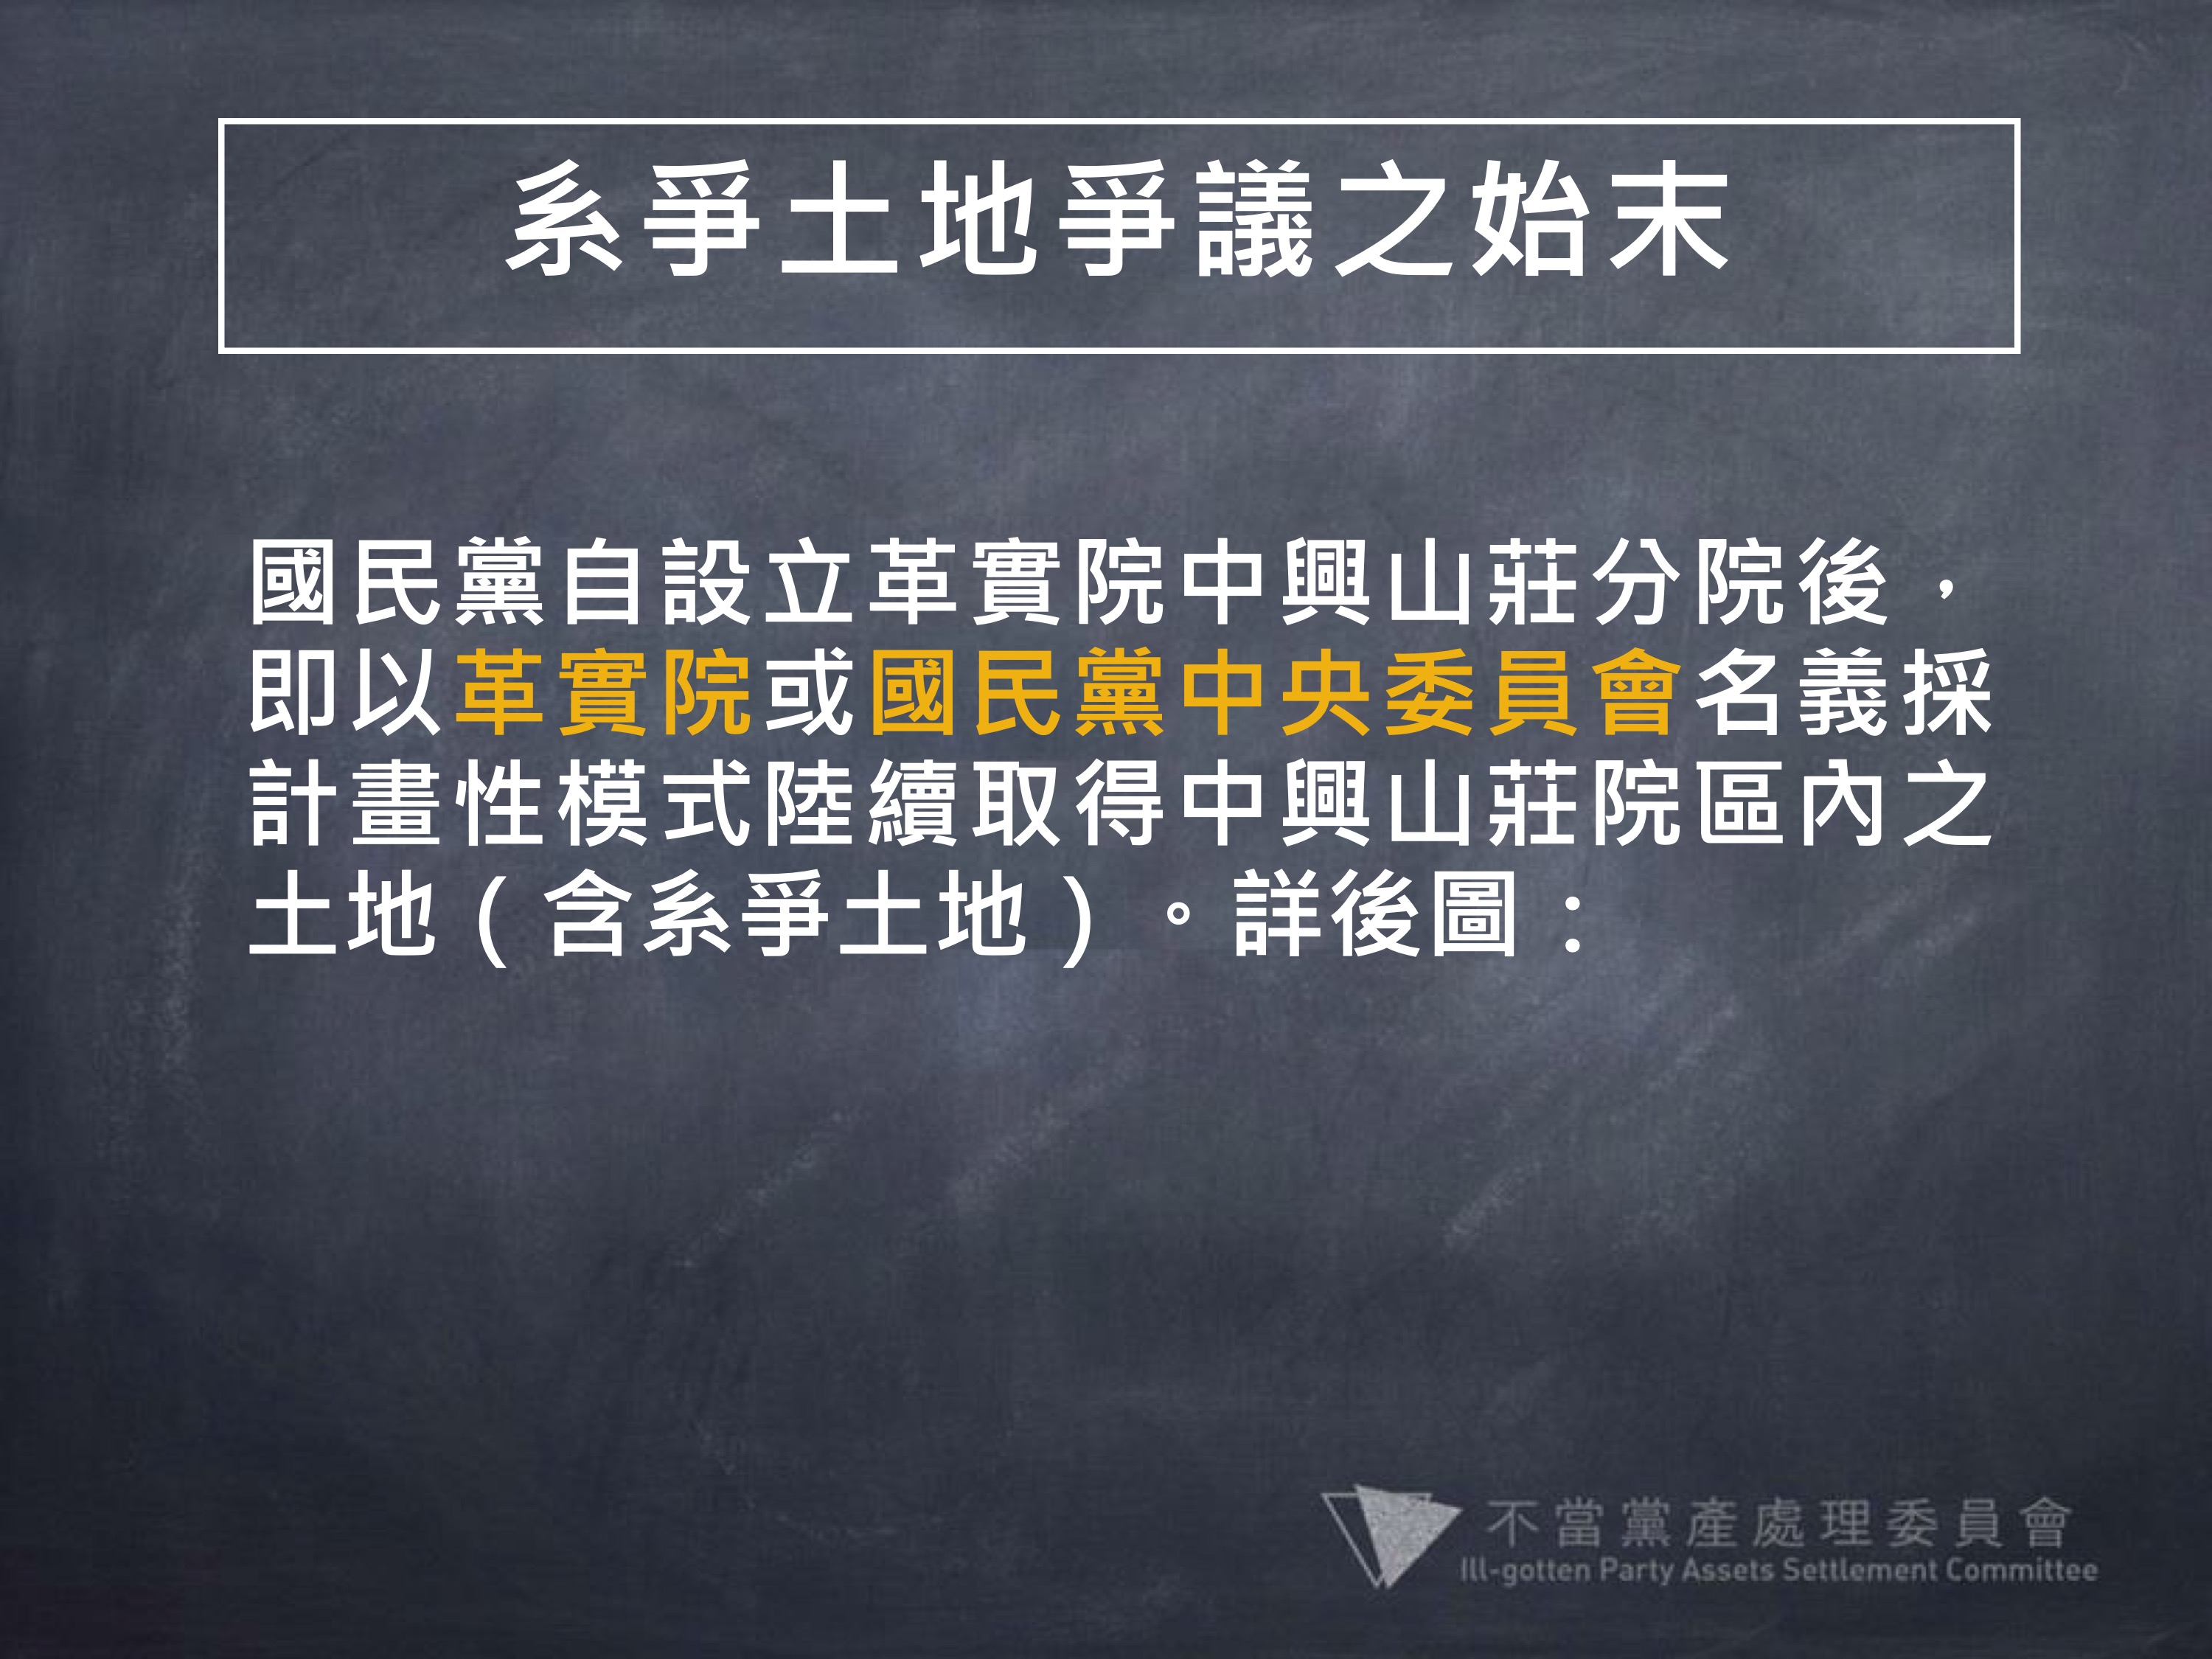 系爭土地爭議之始末
國民黨自設立革實院中興山莊分院後，
即以革實院或國民黨中央委員會名義採
計畫性模式陸續取得中興山莊院區內之
土地（含系爭土地）。詳後圖：
不當黨產處理委員會
Ill-gotten Party Assets Settlement Committee